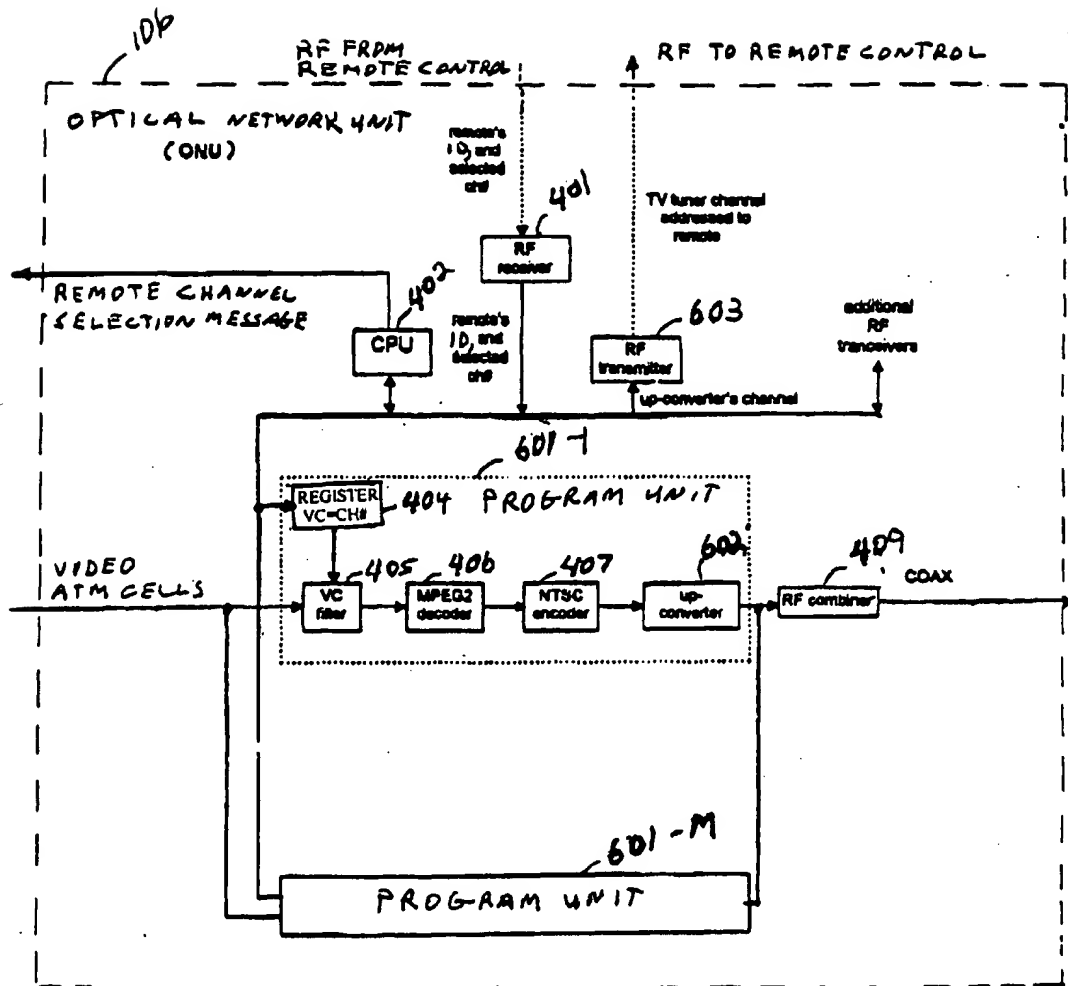 106
RF FROM
REMOTE CONTROL
RF TO REMOTE CONTROL
OPTICAL NETWORK UNIT
(ONU)
remote's
ID, and
selected
ch#
401
RF
receiver
TV tuner channel
addressed to
remote
REMOTE CHANNEL
SELECTION MESSAGE
402
CPU
remote's
ID, and
selected
ch#
603
RF
transmitter
additional
RF
tranceivers
up-converter's channel
601-1
REGISTER
VC=CH#
404
PROGRAM UNIT
VIDEO
ATM CELLS
405
VC
filter
406
MPEG2
decoder
407
NTSC
encoder
602
up-
converter
409
RF combiner
COAX
601-M
PROGRAM UNIT